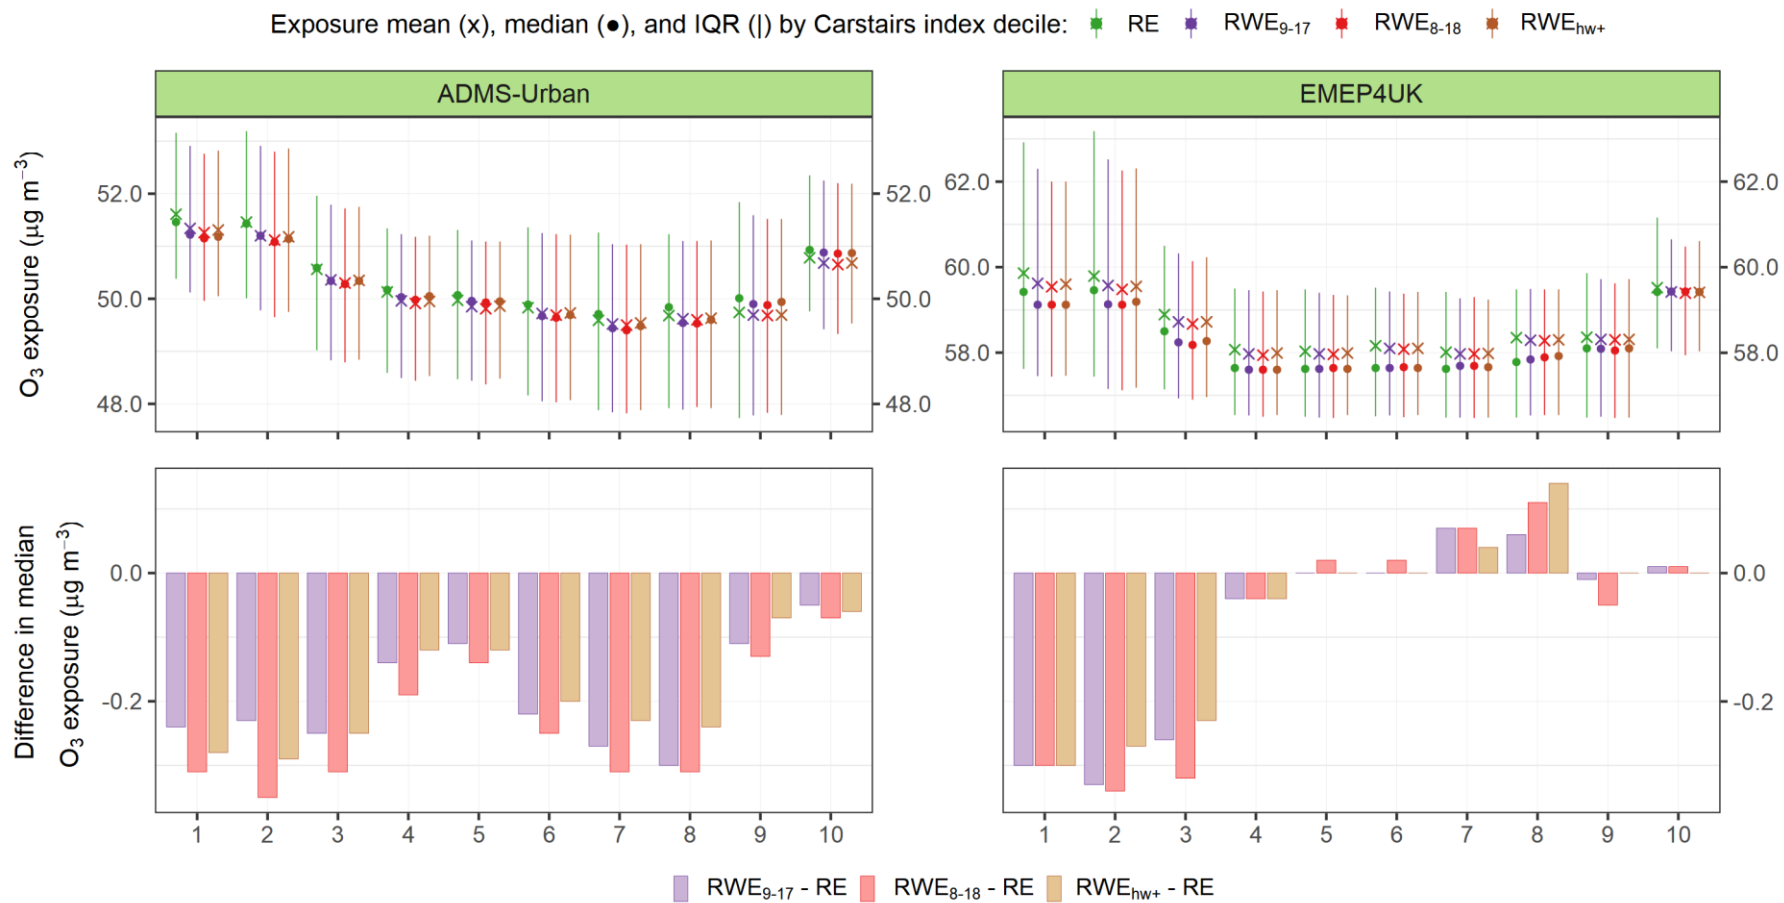 Exposure mean (x), median (●), and IQR (|) by Carstairs index decile: RE RWE₉₋₁₇ RWE₈₋₁₈ RWEₕw₊
ADMS-Urban EMEP4UK
O₃ exposure (μg m⁻³)
52.0 52.0 62.0 62.0
50.0 50.0 60.0 60.0
48.0 48.0 58.0 58.0
Difference in median
O₃ exposure (μg m⁻³)
0.0 0.0
-0.2 -0.2
1 2 3 4 5 6 7 8 9 10 1 2 3 4 5 6 7 8 9 10
RWE₉₋₁₇ - RE RWE₈₋₁₈ - RE RWEₕw₊ - RE